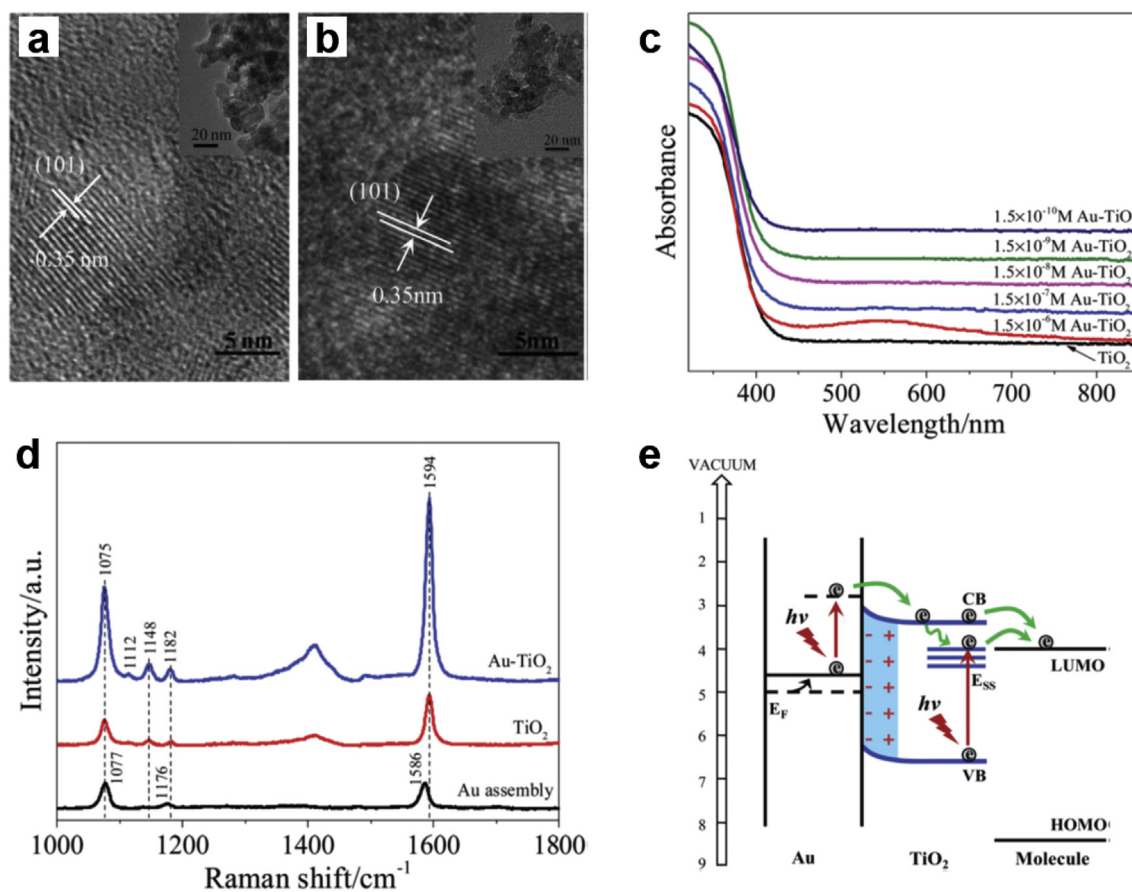 a
20 nm
(101)
0.35 nm
5 nm
b
20 nm
(101)
0.35nm
5nm
c
Absorbance
1.5×10⁻¹⁰M Au-TiO
1.5×10⁻⁹M Au-TiO₂
1.5×10⁻⁸M Au-TiO₂
1.5×10⁻⁷M Au-TiO₂
1.5×10⁻⁶M Au-TiO₂
TiO₂
400 500 600 700 800
Wavelength/nm
d
Intensity/a.u.
1075
1112
1148
1182
1594
Au-TiO₂
TiO₂
1077
1176
1586
Au assembly
1000 1200 1400 1600 1800
Raman shift/cm⁻¹
e
VACUUM
1
2
3
4
5
6
7
8
9
hν
E_F
e
e
e
e
CB
e
E_SS
e
LUMO
hν
e
VB
- +
- +
- +
- +
- +
HOMO
Au
TiO₂
Molecule